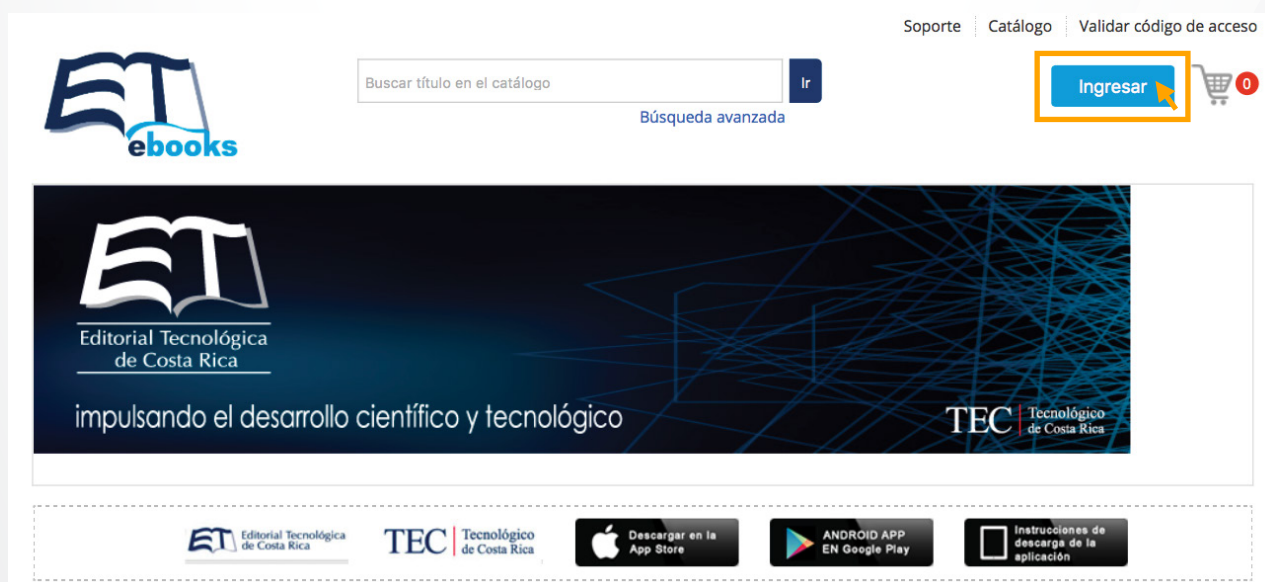 Soporte Catálogo Validar código de acceso
ET
ebooks
Buscar título en el catálogo
Ir
Búsqueda avanzada
Ingresar
0
ET
Editorial Tecnológica
de Costa Rica
impulsando el desarrollo científico y tecnológico
TEC Tecnológico
de Costa Rica
ET Editorial Tecnológica
de Costa Rica
TEC Tecnológico
de Costa Rica
Descargar en la
App Store
ANDROID APP
EN Google Play
Instrucciones de
descarga de la
aplicación